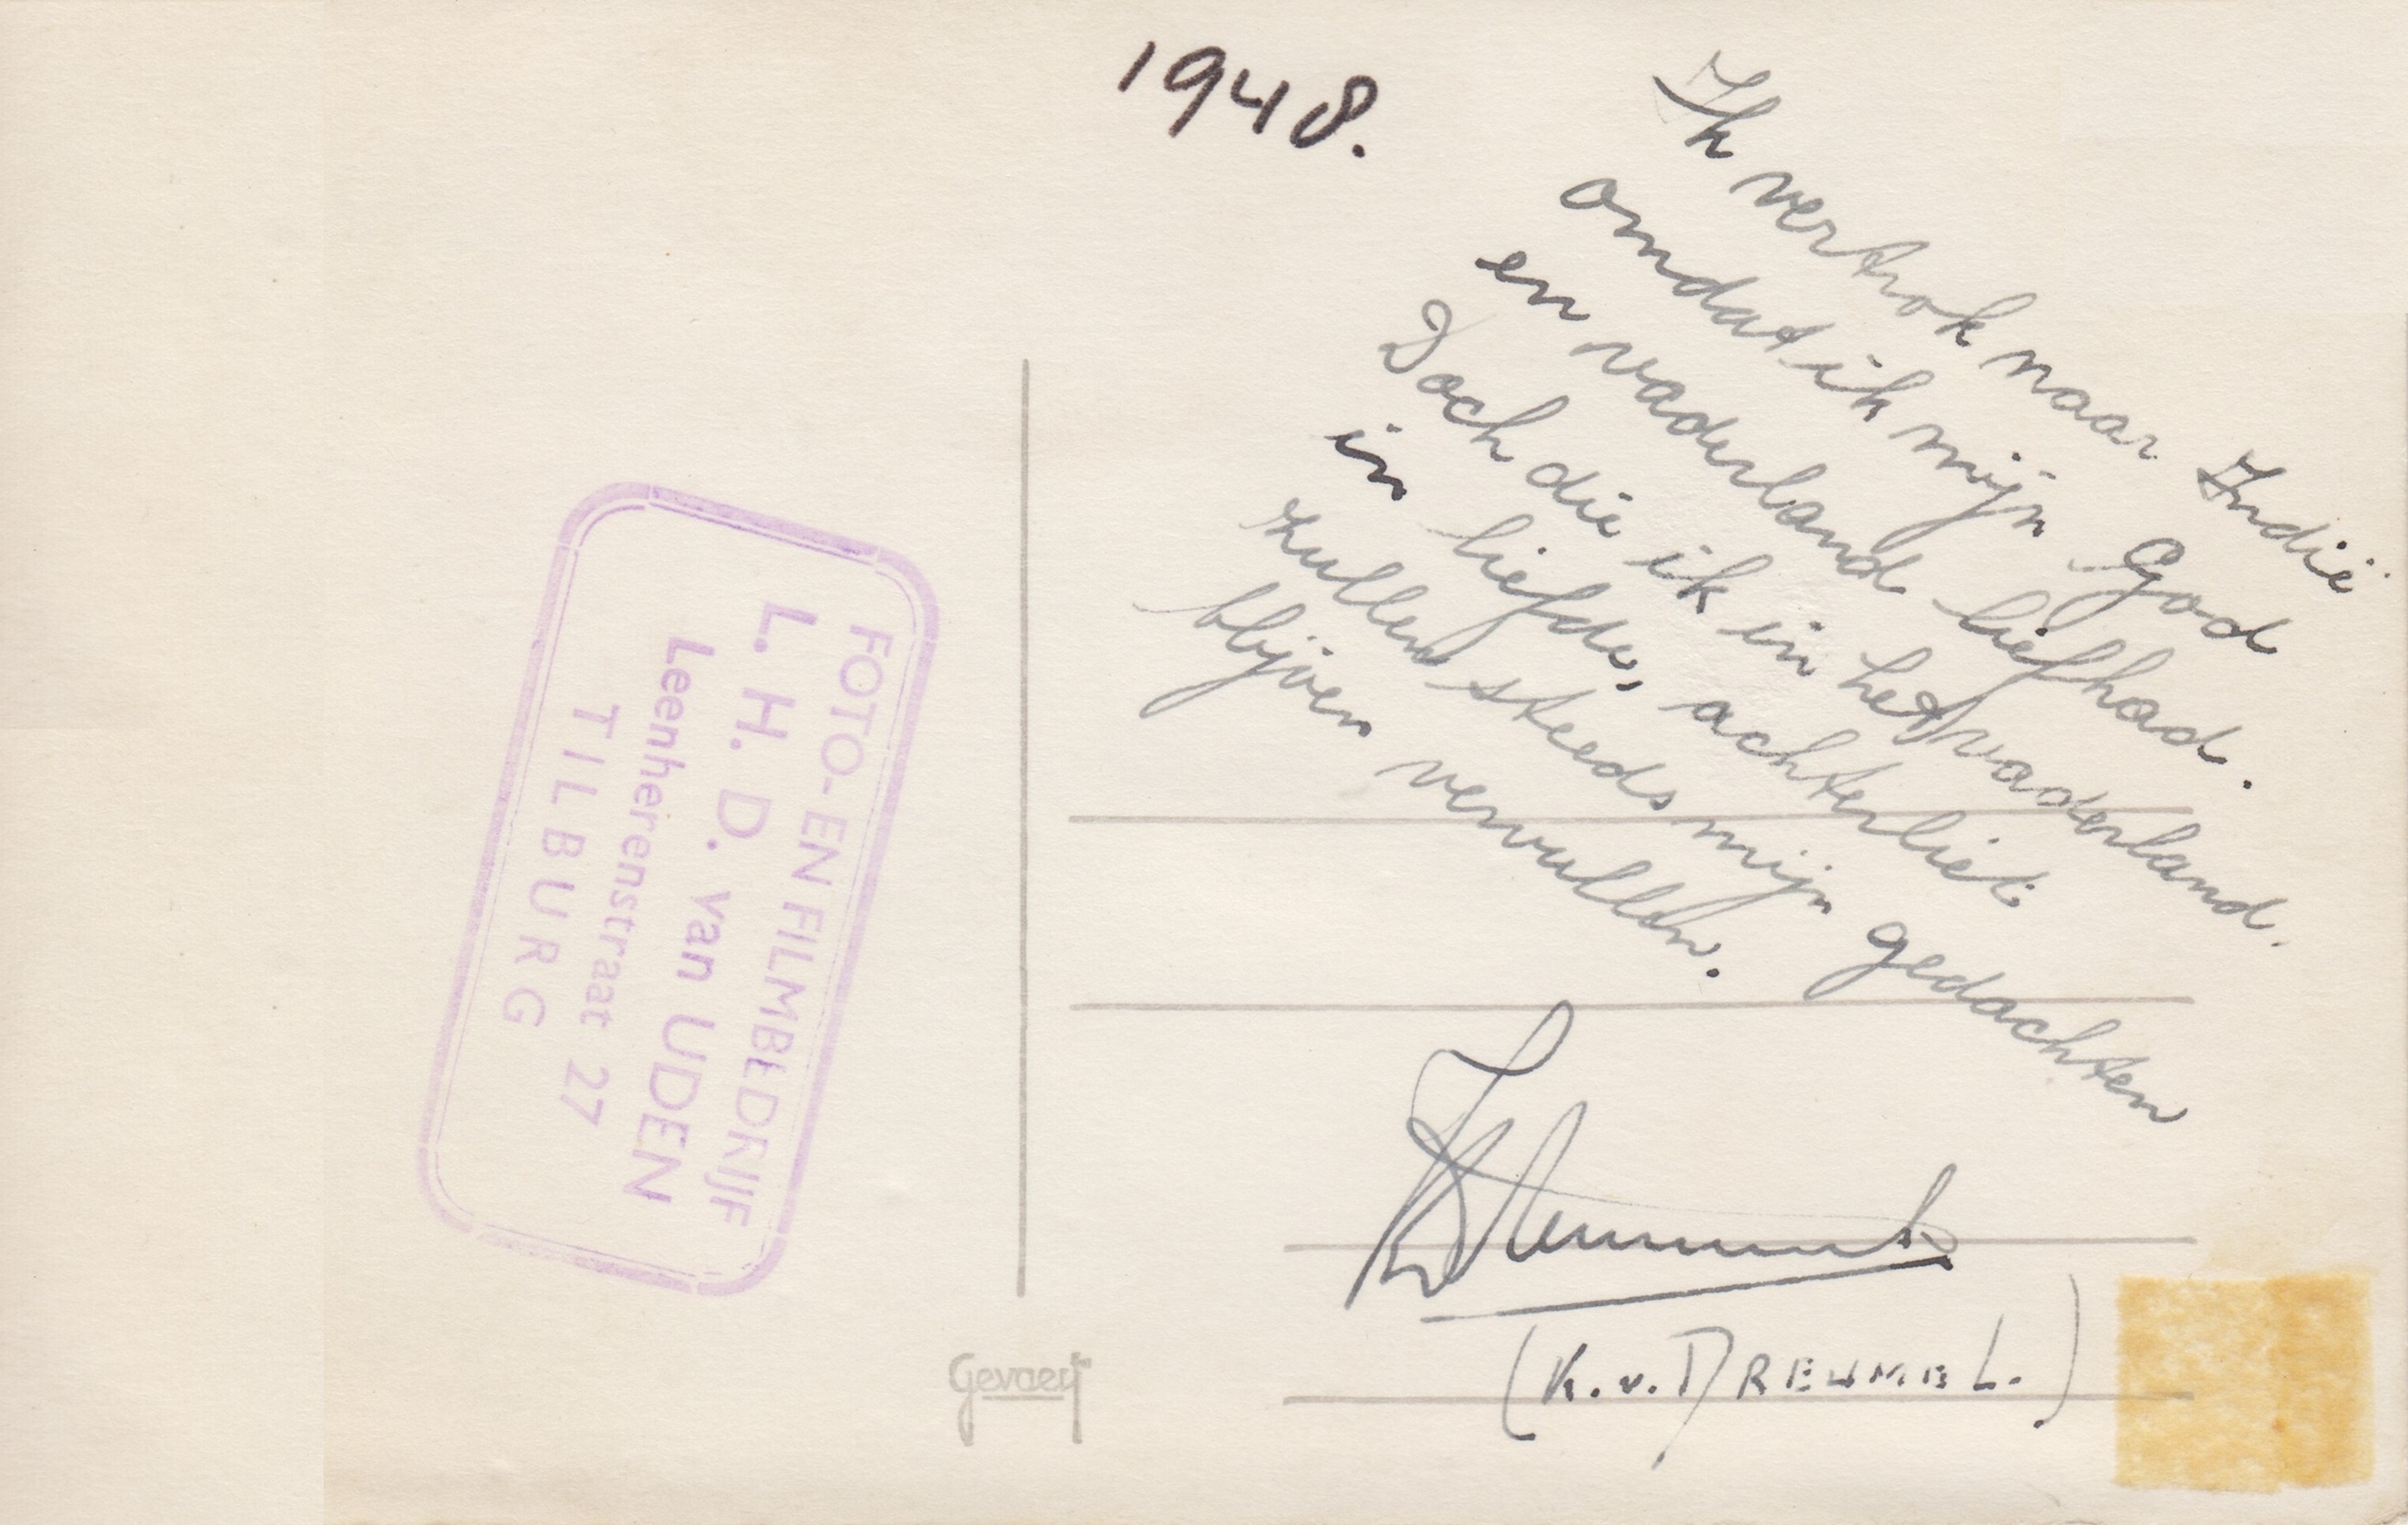 1948.
Ik vertrok naar Indië
omdat ik mijn God
en vaderland liefhad.
Doch die ik in het vaderland.
in liefde, achterliet
zullen steeds mijn gedachten
blijven vervullen.
(K.v.DREUMEL.)
FOTO- EN FILMBEDRIJF
L. H. D. van UDEN
Leenherenstraat 27
TILBURG
Gevaert